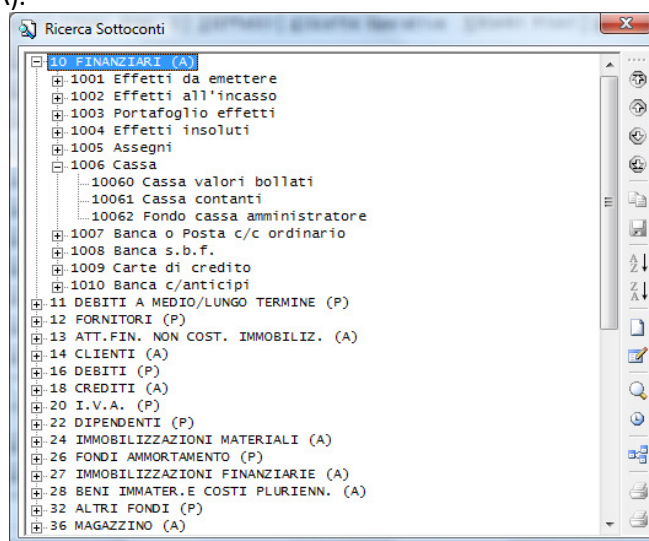 Ricerca Sottoconti
10 FINANZIARI (A)
1001 Effetti da emettere
1002 Effetti all'incasso
1003 Portafoglio effetti
1004 Effetti insoluti
1005 Assegni
1006 Cassa
10060 Cassa valori bollati
10061 Cassa contanti
10062 Fondo cassa amministratore
1007 Banca o Posta c/c ordinario
1008 Banca s.b.f.
1009 Carte di credito
1010 Banca c/anticipi
11 DEBITI A MEDIO/LUNGO TERMINE (P)
12 FORNITORI (P)
13 ATT.FIN. NON COST. IMMOBILIZ. (A)
14 CLIENTI (A)
16 DEBITI (P)
18 CREDITI (A)
20 I.V.A. (P)
22 DIPENDENTI (P)
24 IMMOBILIZZAZIONI MATERIALI (A)
26 FONDI AMMORTAMENTO (P)
27 IMMOBILIZZAZIONI FINANZIARIE (A)
28 BENI IMMATER.E COSTI PLURIENN. (A)
32 ALTRI FONDI (P)
36 MAGAZZINO (A)